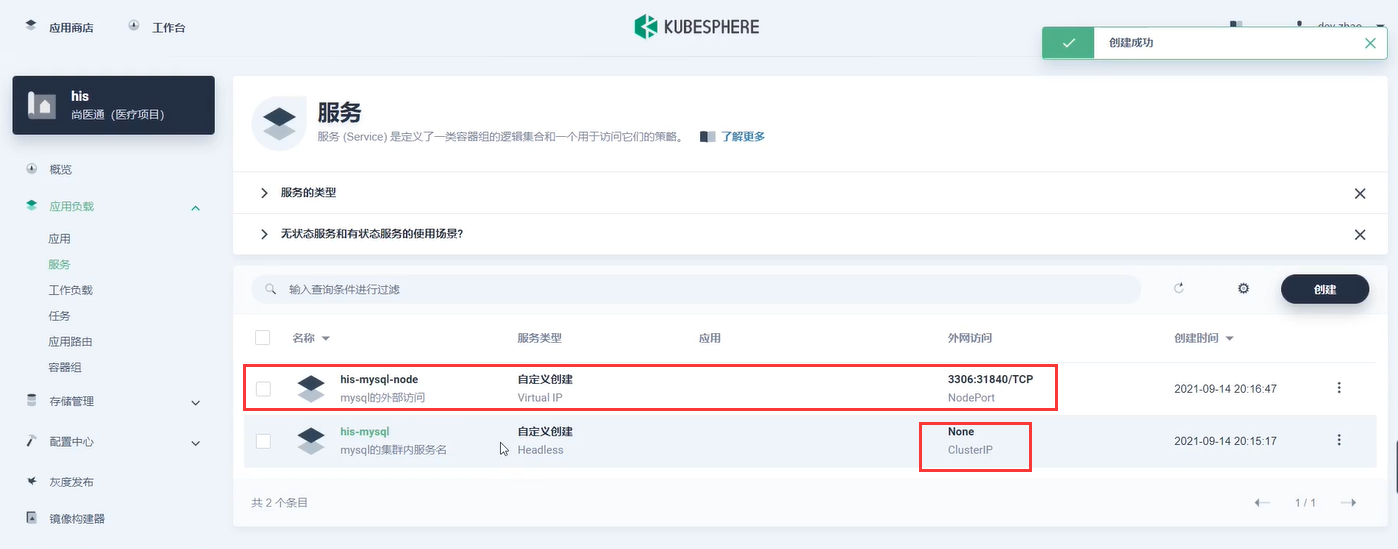 应用商店
工作台
KUBESPHERE
创建成功
his
尚医通（医疗项目）
概览
应用负载
应用
服务
工作负载
任务
应用路由
容器组
存储管理
配置中心
灰度发布
镜像构建器
服务
服务 (Service) 是定义了一类容器组的逻辑集合和一个用于访问它们的策略。 了解更多
服务的类型
无状态服务和有状态服务的使用场景?
输入查询条件进行过滤
创建
名称 服务类型 应用 外网访问 创建时间
his-mysql-node 自定义创建 3306:31840/TCP
mysql的外部访问 Virtual IP NodePort
2021-09-14 20:16:47
his-mysql 自定义创建 None
mysql的集群内服务名 Headless ClusterIP
2021-09-14 20:15:17
共 2 个条目
1 / 1